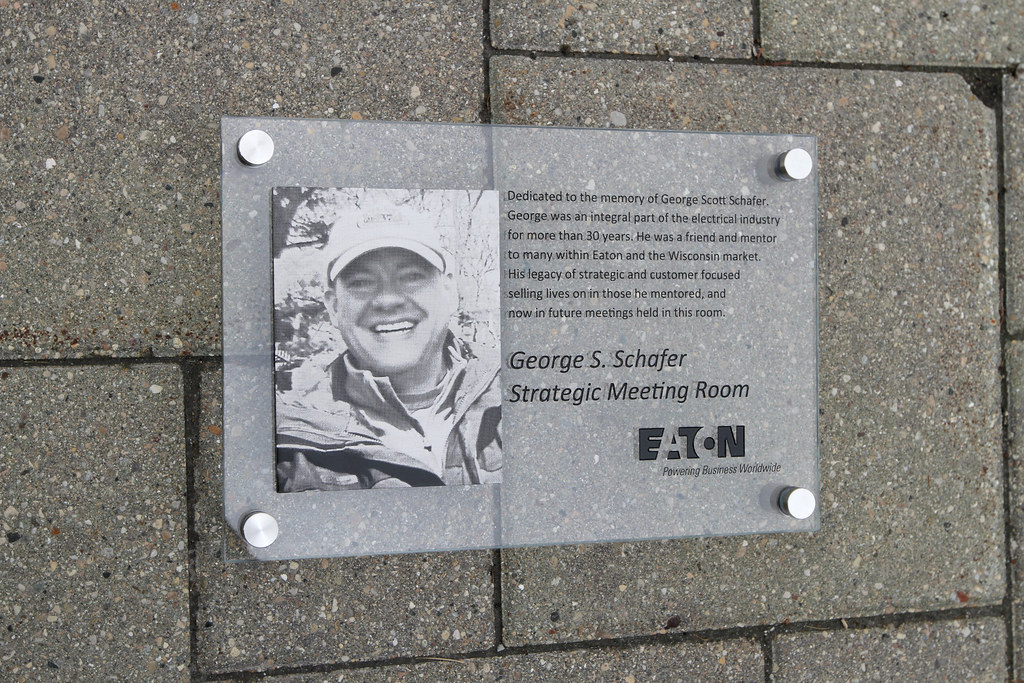 Dedicated to the memory of George Scott Schafer.
George was an integral part of the electrical industry
for more than 30 years. He was a friend and mentor
to many within Eaton and the Wisconsin market.
His legacy of strategic and customer focused
selling lives on in those he mentored, and
now in future meetings held in this room.
George S. Schafer
Strategic Meeting Room
EATON
Powering Business Worldwide